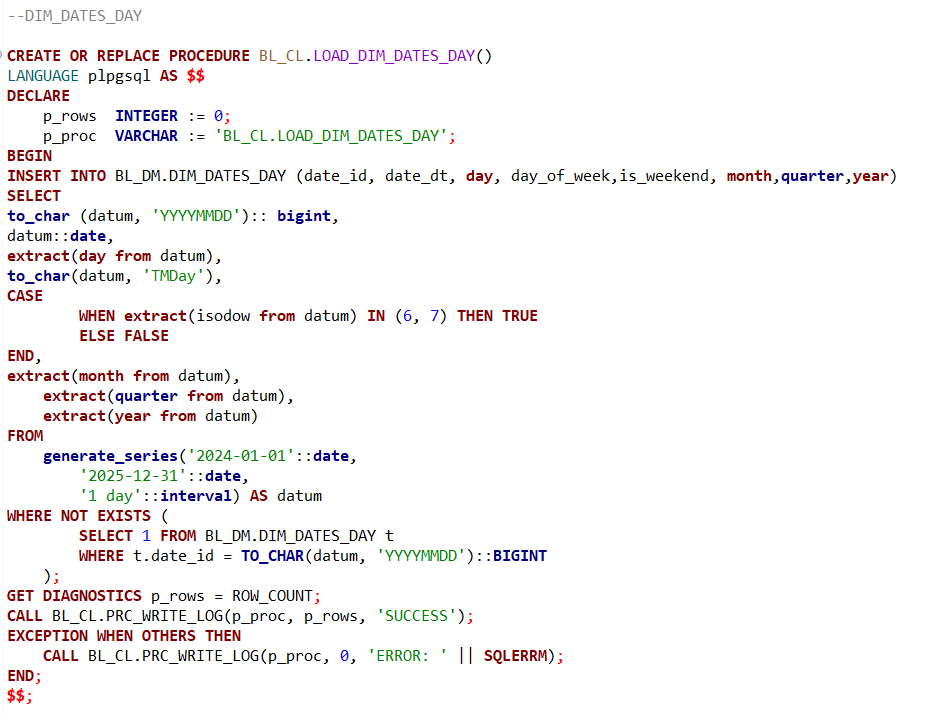 --DIM_DATES_DAY
CREATE OR REPLACE PROCEDURE BL_CL.LOAD_DIM_DATES_DAY()
LANGUAGE plpgsql AS $$
DECLARE
    p_rows  INTEGER := 0;
    p_proc  VARCHAR := 'BL_CL.LOAD_DIM_DATES_DAY';
BEGIN
INSERT INTO BL_DM.DIM_DATES_DAY (date_id, date_dt, day, day_of_week,is_weekend, month,quarter,year)
SELECT
to_char (datum, 'YYYYMMDD'):: bigint,
datum::date,
extract(day from datum),
to_char(datum, 'TMDay'),
CASE
        WHEN extract(isodow from datum) IN (6, 7) THEN TRUE
        ELSE FALSE
END,
extract(month from datum),
    extract(quarter from datum),
    extract(year from datum)
FROM
    generate_series('2024-01-01'::date,
        '2025-12-31'::date,
        '1 day'::interval) AS datum
WHERE NOT EXISTS (
        SELECT 1 FROM BL_DM.DIM_DATES_DAY t
        WHERE t.date_id = TO_CHAR(datum, 'YYYYMMDD')::BIGINT
    );
GET DIAGNOSTICS p_rows = ROW_COUNT;
CALL BL_CL.PRC_WRITE_LOG(p_proc, p_rows, 'SUCCESS');
EXCEPTION WHEN OTHERS THEN
    CALL BL_CL.PRC_WRITE_LOG(p_proc, 0, 'ERROR: ' || SQLERRM);
END;
$$;